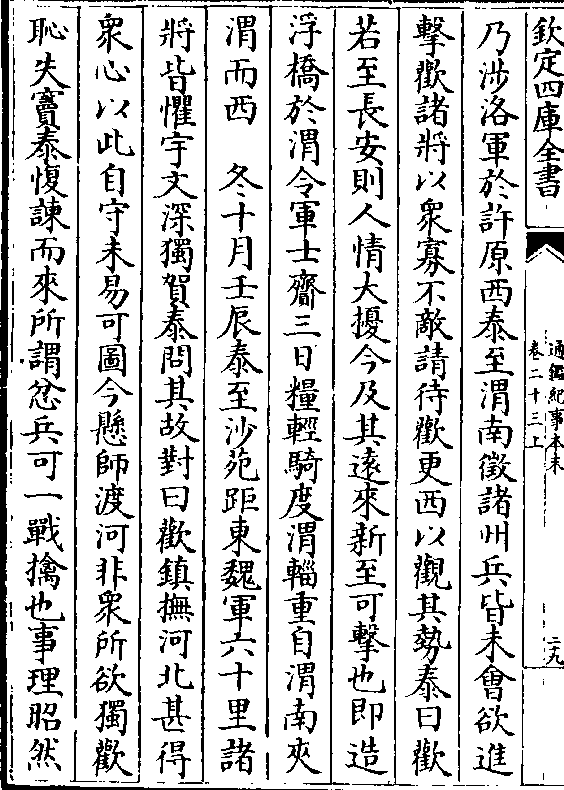 欽定四庫全書
通鑑紀事本末
卷二十三上
二九
乃涉洛軍於許原西泰至渭南徵諸州兵皆未會欲進
擊歡諸將以衆寡不敵請待歡更西以觀其勢泰曰歡
若至長安則人情大擾今及其逺來新至可擊也即造
浮橋於渭令軍士齎三日糧輕騎度渭輜重自渭南夾
渭而西　冬十月壬辰泰至沙苑距東魏軍六十里諸
將皆懼宇文深獨賀泰問其故對曰歡鎮撫河北甚得
衆心以此自守未易可圖今懸師渡河非衆所欲獨歡
恥失竇泰愎諫而來所謂忿兵可一戰擒也事理昭然